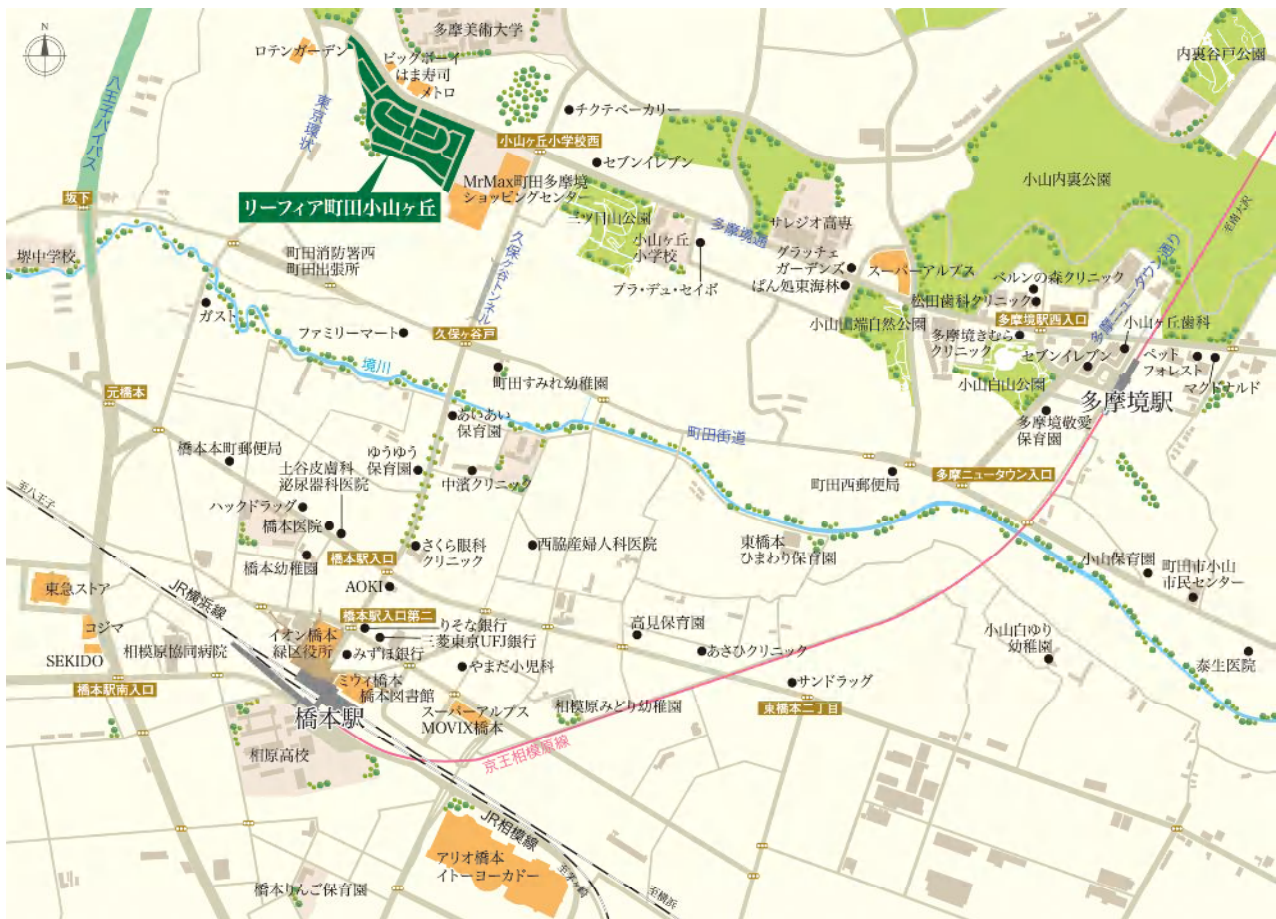 N
多摩美術大学
ロテンガーデン
ビッグボーイ
はま寿司
メトロ
内裏谷戸公園
八王子バイパス
東京環状
チクテベーカリー
小山ヶ丘小学校西
セブンイレブン
MrMax町田多摩境
ショッピングセンター
リーフィア町田小山ヶ丘
小山内裏公園
坂下
三ツ目山公園
サレジオ高専
多摩境通
小山ヶ丘
小学校
堺中学校
町田消防署西
町田出張所
久保ヶ谷トンネル
グラッチェ
ガーデンズ
スーパーアルプス
ぱん処東海林
プラ・デュ・セイボ
ベルンの森クリニック
松田歯科クリニック
多摩ニュータウン通り
至南大沢
ガスト
ファミリーマート
久保ヶ谷戸
小山山端自然公園
多摩境駅西入口
小山ヶ丘歯科
多摩境きむら
クリニック
セブンイレブン
ペット
フォレスト
マクドナルド
境川
町田すみれ幼稚園
小山白山公園
多摩境駅
元橋本
あいあい
保育園
多摩境敬愛
保育園
町田街道
橋本本町郵便局
ゆうゆう
保育園
土谷皮膚科
泌尿器科医院
中濱クリニック
町田西郵便局
多摩ニュータウン入口
至八王子
ハックドラッグ
橋本医院
橋本駅入口
さくら眼科
クリニック
西脇産婦人科医院
東橋本
ひまわり保育園
橋本幼稚園
小山保育園
町田市小山
市民センター
東急ストア
JR横浜線
AOKI
橋本駅入口第二
りそな銀行
三菱東京UFJ銀行
みずほ銀行
コジマ
イオン橋本
緑区役所
高見保育園
小山白ゆり
幼稚園
SEKIDO
相模原協同病院
やまだ小児科
あさひクリニック
泰生医院
橋本駅南入口
ミウィ橋本
橋本図書館
サンドラッグ
橋本駅
スーパーアルプス
MOVIX橋本
相模原みどり幼稚園
東橋本二丁目
相原高校
京王相模原線
JR相模線
アリオ橋本
イトーヨーカドー
至茅ヶ崎
至横浜
橋本りんご保育園